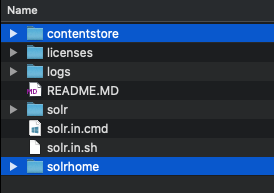 Name
contentstore
licenses
logs
README.MD
solr
solr.in.cmd
solr.in.sh
solrhome